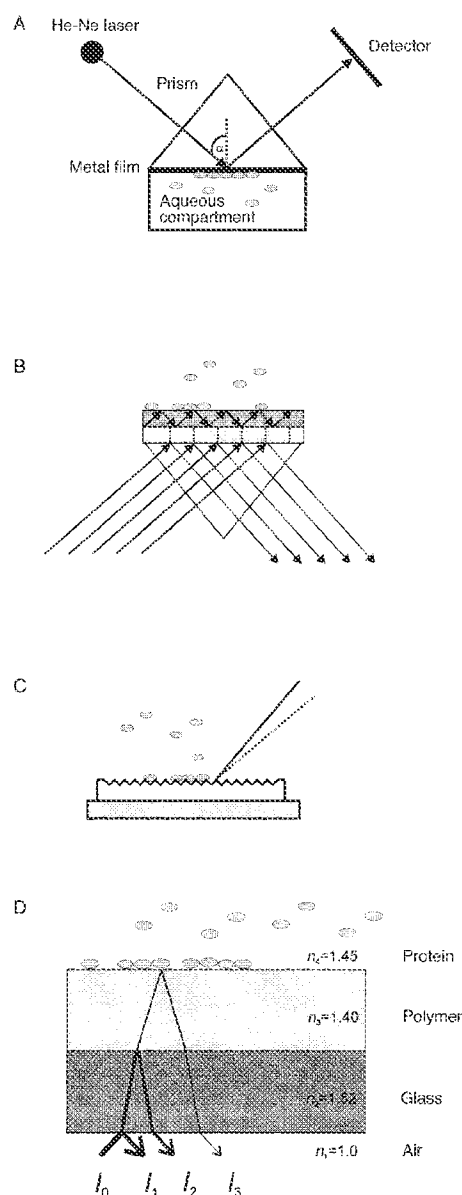 A
He-Ne laser
Detector
Prism
α
Metal film
Aqueous
compartment
B
C
D
n₄=1.45 Protein
n₃=1.40 Polymer
n₂=1.52 Glass
n₁=1.0 Air
I₀ I₁ I₂ I₃